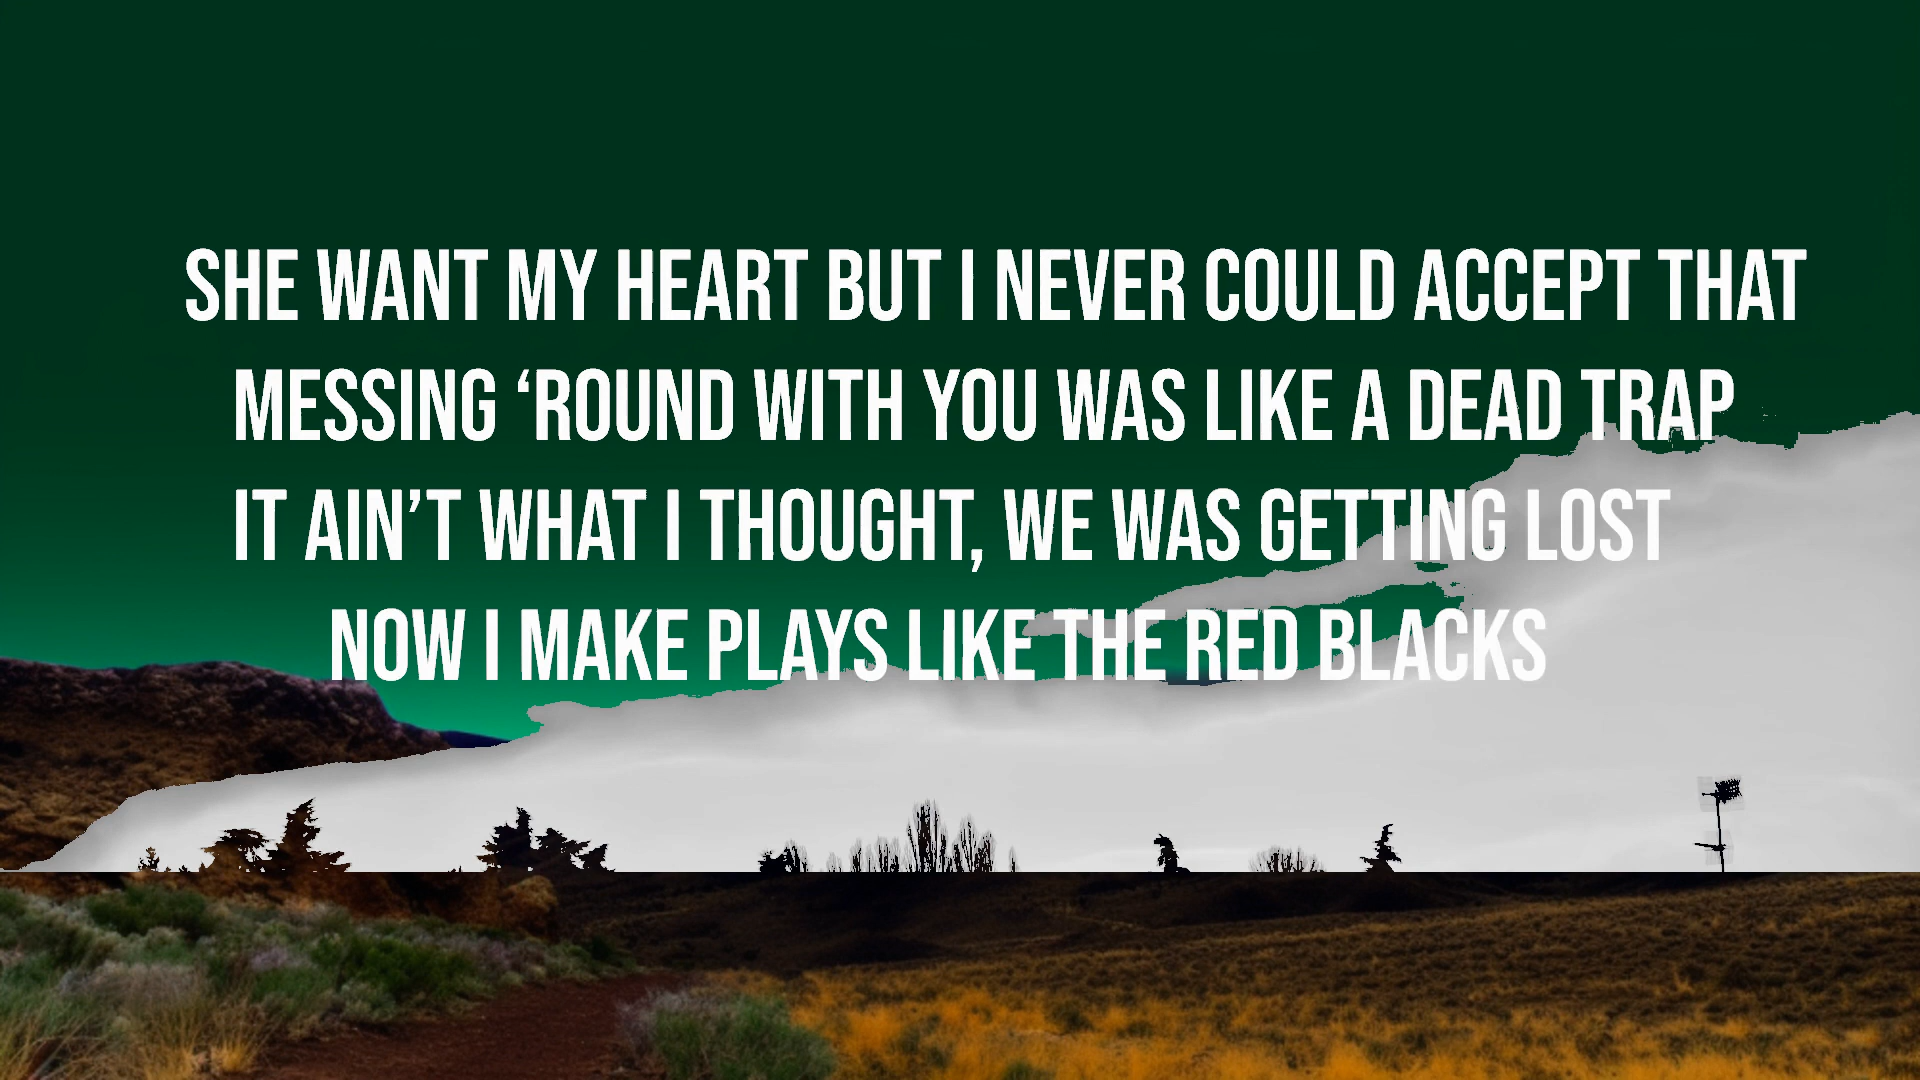 SHE WANT MY HEART BUT I NEVER COULD ACCEPT THAT
MESSING ‘ROUND WITH YOU WAS LIKE A DEAD TRAP
IT AIN’T WHAT I THOUGHT, WE WAS GETTING LOST
NOW I MAKE PLAYS LIKE THE RED BLACKS